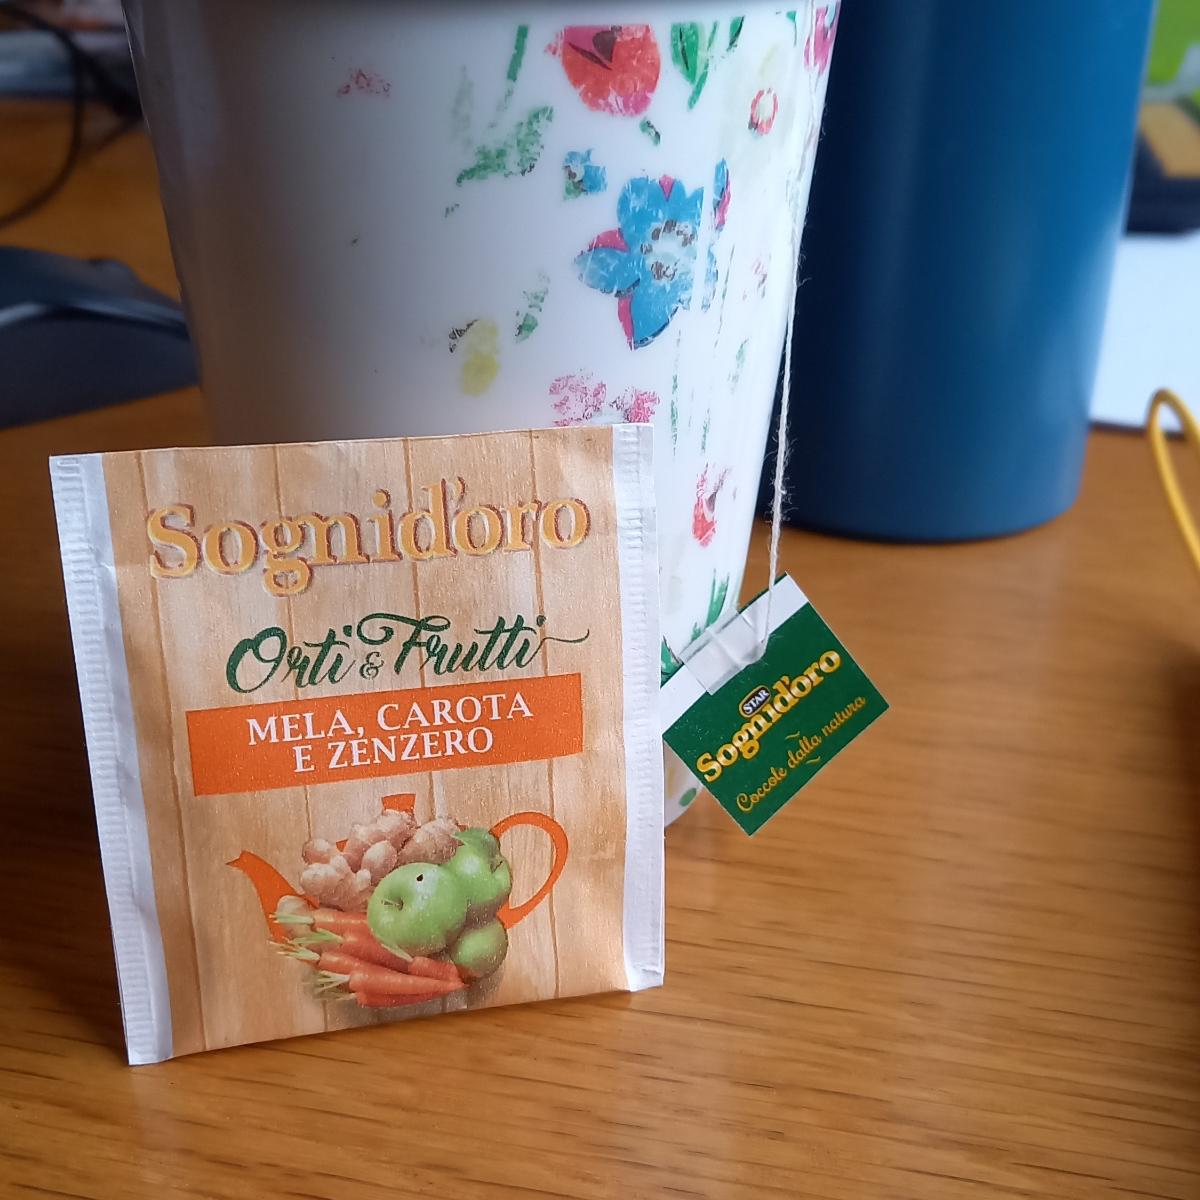 Sognid'oro
Orti & Frutti
MELA, CAROTA
E ZENZERO
STAR
Sognid'oro
Coccole dalla natura